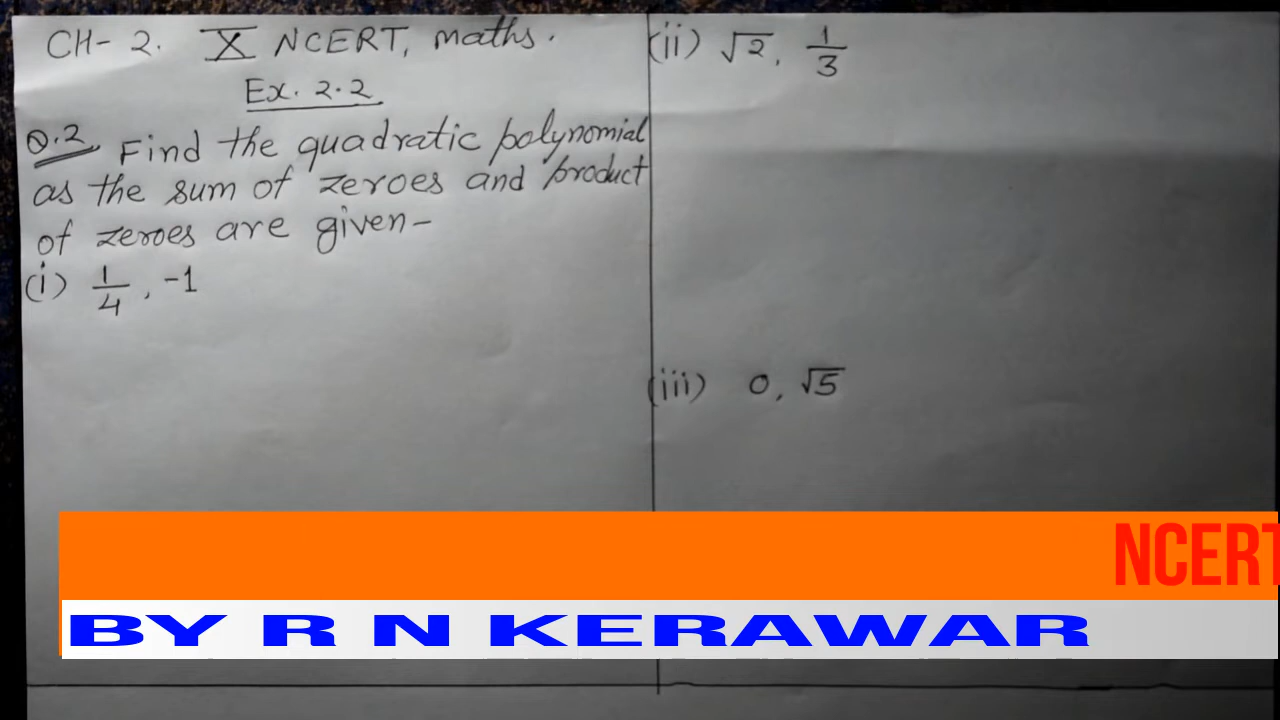 CH- 2. X NCERT, maths.
Ex. 2.2
Q.2 Find the quadratic polynomial
as the sum of zeroes and product
of zeroes are given-
(i) 1/4, -1
(ii) √2, 1/3
(iii) 0, √5
NCERT
BY R N KERAWAR